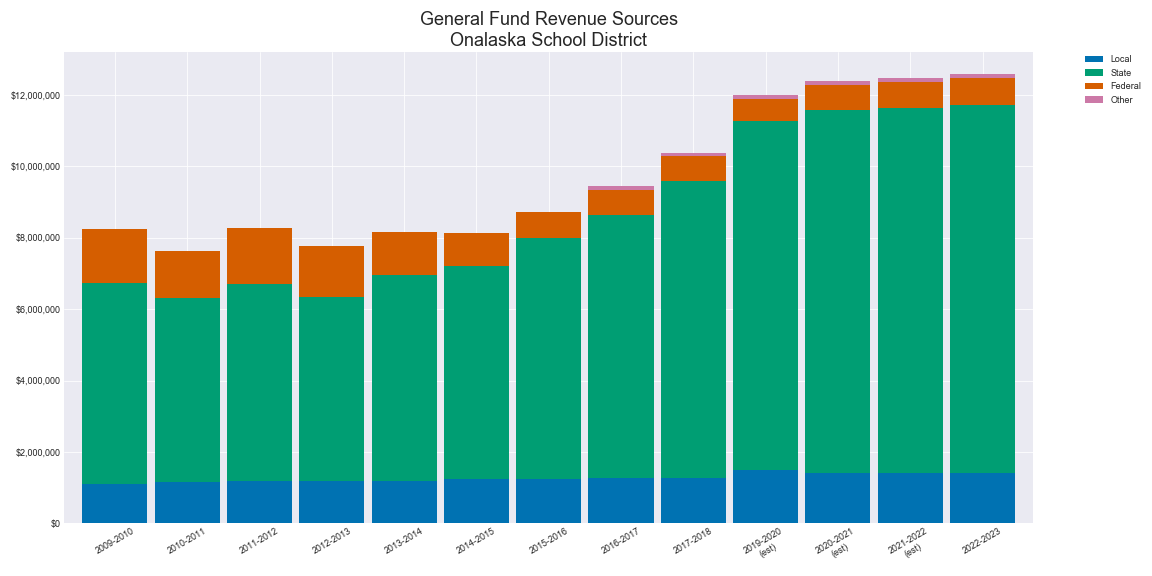 General Fund Revenue Sources
Onalaska School District
Local
State
Federal
Other
$12,000,000
$10,000,000
$8,000,000
$6,000,000
$4,000,000
$2,000,000
$0
2009-2010
2010-2011
2011-2012
2012-2013
2013-2014
2014-2015
2015-2016
2016-2017
2017-2018
2019-2020
(est)
2020-2021
(est)
2021-2022
(est)
2022-2023